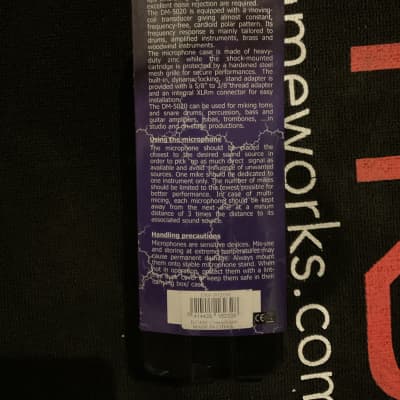 excellent noise rejection are required.
The DM-5020 is equipped with a moving
coil transducer giving almost constant,
frequency-free, cardioid polar pattern. Its
frequency response is mainly tailored to
drums, amplified instruments, brass and
woodwind instruments.
The microphone case is made of heavy-
duty zinc while the shock-mounted
cartridge is protected by a hardened steel
mesh grille for secure performances. The
built-in, dynamic locking, stand adapter is
provided with a 5/8" to 3/8"thread adapter
and an integral XLRm connector for easy
installation.
The DM-5020 can be used for miking toms
and snare drums, percussion, bass and
guitar amplifiers, tubas, trombones, ...in
studio and on-stage productions.
Using the microphone
The microphone should be placed the
closest to the desired sound source in
order to pick up as much direct signal as
available and avoid influence of unwanted
sources. One mike should be dedicated to
one instrument only. The number of mikes
should be limited to the lowest possible for
better performance. In case of multi-
micing, each microphone should be kept
away from the next one at a minum
distance of 3 times the distance to its
associated sound source.
Handling precautions
Microphones are sensitive devices. Mis-use
and storing at extreme temperatures may
cause permanent damage. Always mount
them onto stable microphone stand. When
not in operation, protect them with a lint-
dust cover or keep them safe in their
carrying box/ case.
MADE IN CHINA
CE
meworks.com